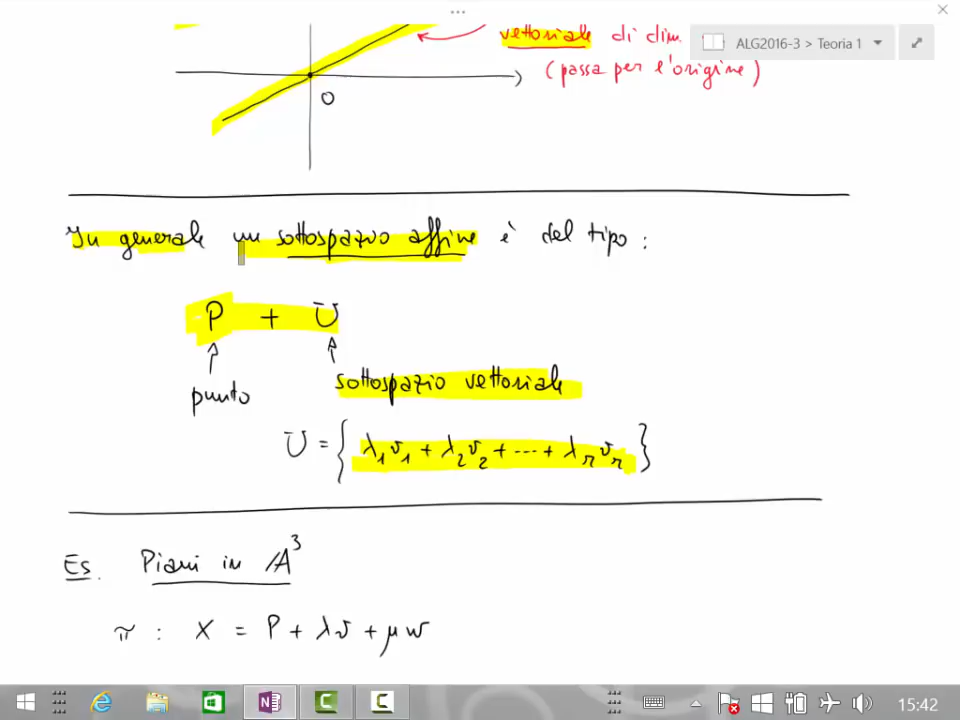 vettoriale di dim.
ALG2016-3 > Teoria 1
(passa per l'origine)
O
In generale un sottospazio affine è del tipo:
P + U
punto
sottospazio vettoriale
U = { λ₁v₁ + λ₂v₂ + ... + λᵣvᵣ }
Es. Piani in A³
π : X = P + λv + μw
15:42